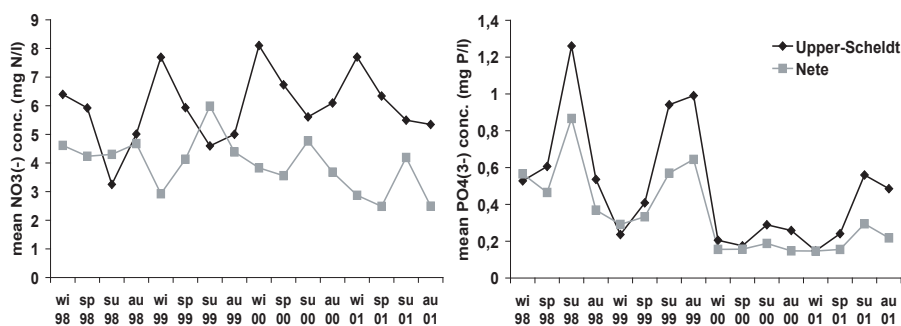 mean NO3(-) conc. (mg N/l)
9
8
7
6
5
4
3
2
1
0
wi sp su au wi sp su au wi sp su au wi sp su au
98 98 98 98 99 99 99 99 00 00 00 00 01 01 01 01
mean PO4(3-) conc. (mg P/l)
1,4
1,2
1
0,8
0,6
0,4
0,2
0
Upper-Scheldt
Nete
wi sp su au wi sp su au wi sp su au wi sp su au
98 98 98 98 99 99 99 99 00 00 00 00 01 01 01 01